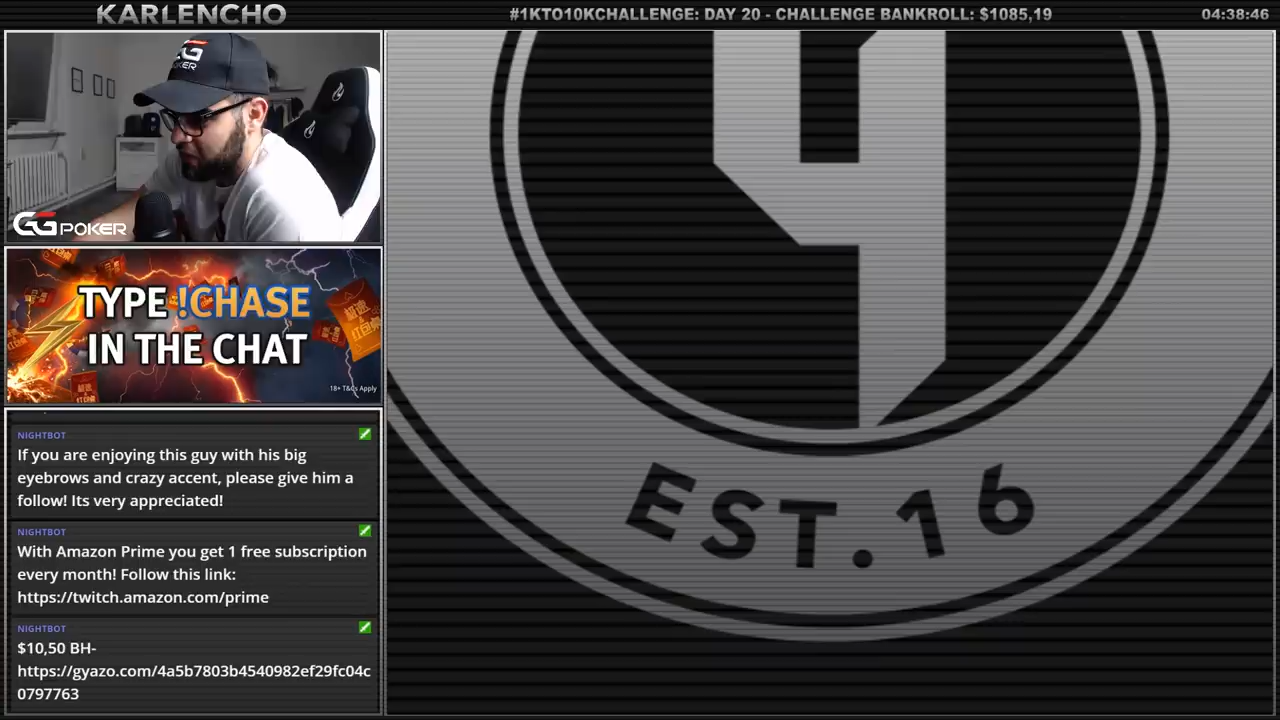 KARLENCHO
#1KTO10KCHALLENGE: DAY 20 - CHALLENGE BANKROLL: $1085,19
04:38:46
GG
POKER
GG POKER
TYPE !CHASE
IN THE CHAT
18+ T&Cs Apply
NIGHTBOT
If you are enjoying this guy with his big
eyebrows and crazy accent, please give him a
follow! Its very appreciated!
NIGHTBOT
With Amazon Prime you get 1 free subscription
every month! Follow this link:
https://twitch.amazon.com/prime
NIGHTBOT
$10,50 BH-
https://gyazo.com/4a5b7803b4540982ef29fc04c
0797763
EST.16